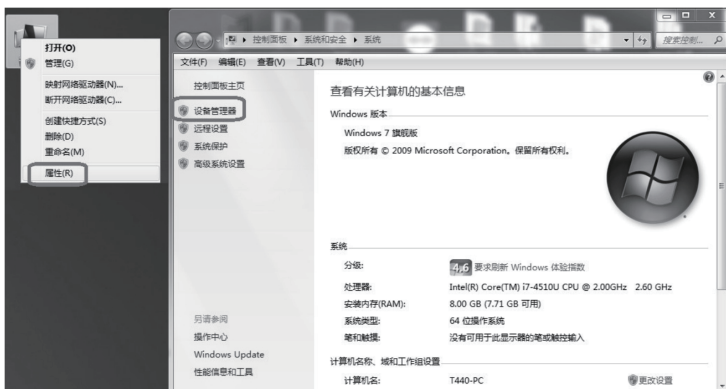 打开(O)
管理(G)
映射网络驱动器(N)...
断开网络驱动器(C)...
创建快捷方式(S)
删除(D)
重命名(M)
属性(R)
控制面板 ▸ 系统和安全 ▸ 系统
搜索控制...
文件(F) 编辑(E) 查看(V) 工具(T) 帮助(H)
控制面板主页
设备管理器
远程设置
系统保护
高级系统设置
另请参阅
操作中心
Windows Update
性能信息和工具
查看有关计算机的基本信息
Windows 版本
Windows 7 旗舰版
版权所有 © 2009 Microsoft Corporation。保留所有权利。
系统
分级: 4.6 要求刷新 Windows 体验指数
处理器: Intel(R) Core(TM) i7-4510U CPU @ 2.00GHz 2.60 GHz
安装内存(RAM): 8.00 GB (7.71 GB 可用)
系统类型: 64 位操作系统
笔和触摸: 没有可用于此显示器的笔或触控输入
计算机名称、域和工作组设置
计算机名: T440-PC 更改设置